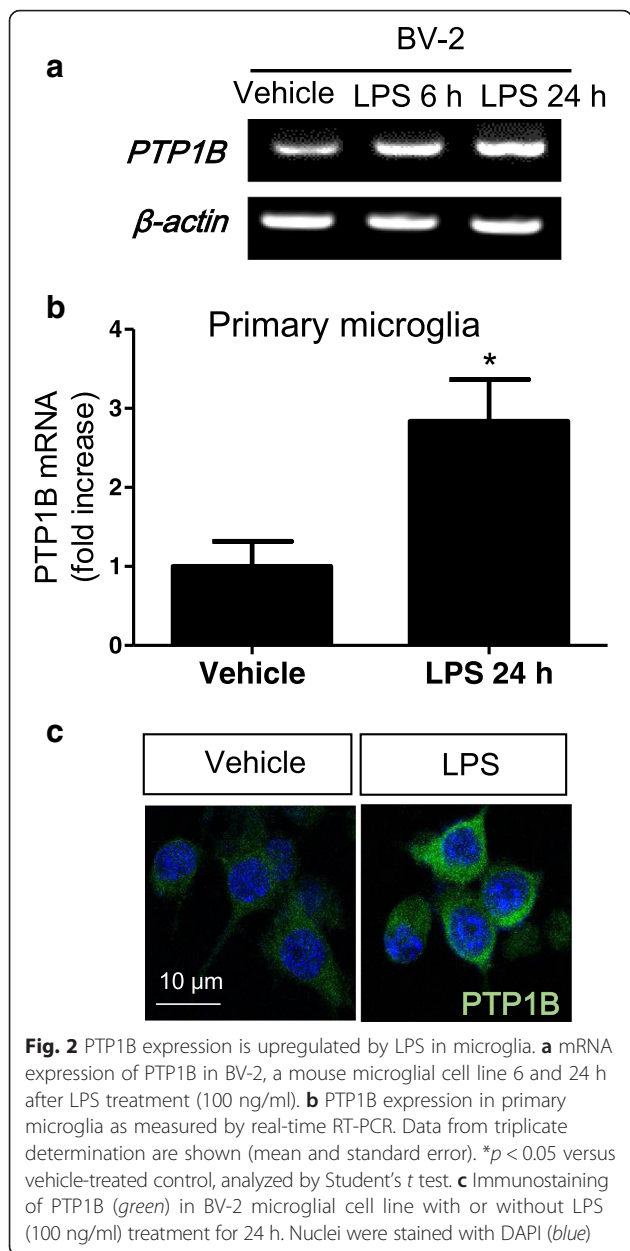 a
BV-2
Vehicle LPS 6 h LPS 24 h
PTP1B
β-actin
b
Primary microglia
PTP1B mRNA
(fold increase)
4
3
2
1
0
*
Vehicle LPS 24 h
c
Vehicle LPS
10 μm
PTP1B
Fig. 2 PTP1B expression is upregulated by LPS in microglia. a mRNA
expression of PTP1B in BV-2, a mouse microglial cell line 6 and 24 h
after LPS treatment (100 ng/ml). b PTP1B expression in primary
microglia as measured by real-time RT-PCR. Data from triplicate
determination are shown (mean and standard error). *p < 0.05 versus
vehicle-treated control, analyzed by Student's t test. c Immunostaining
of PTP1B (green) in BV-2 microglial cell line with or without LPS
(100 ng/ml) treatment for 24 h. Nuclei were stained with DAPI (blue)